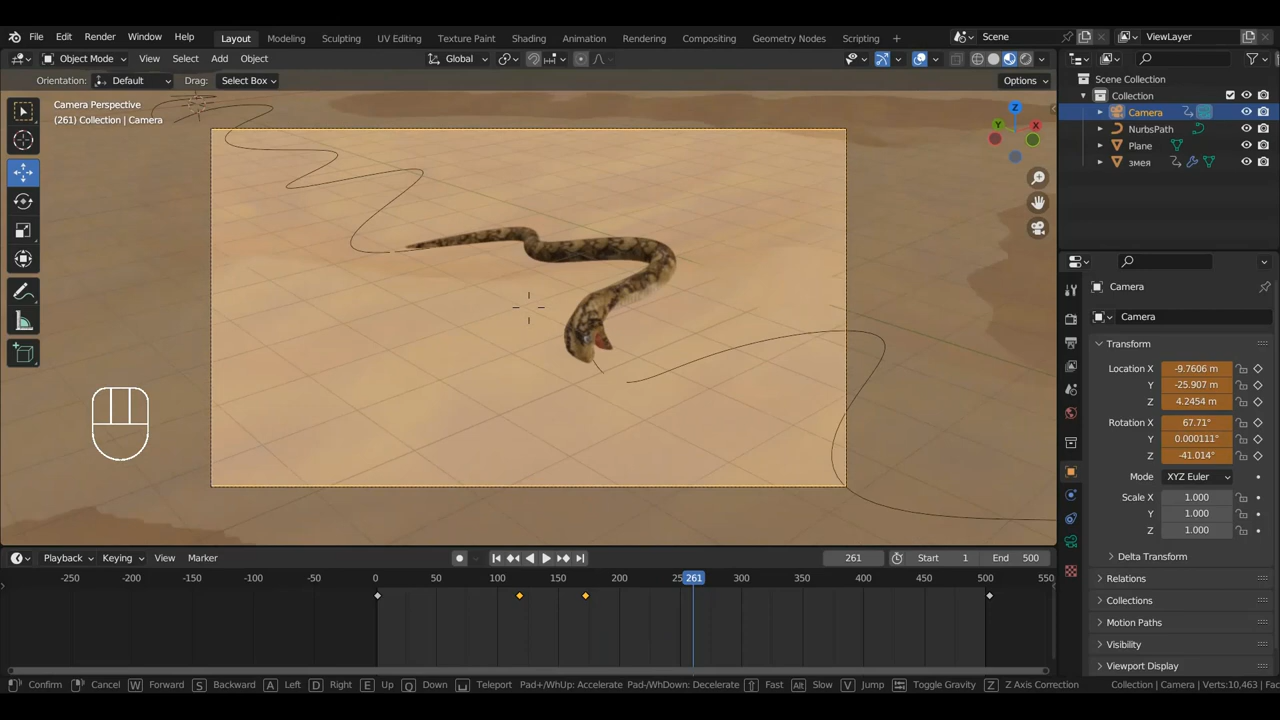 File Edit Render Window Help Layout Modeling Sculpting UV Editing Texture Paint Shading Animation Rendering Compositing Geometry Nodes Scripting + Scene ViewLayer
Object Mode View Select Add Object Global Scene Collection
Orientation: Default Drag: Select Box Options Collection
Camera Perspective
(261) Collection | Camera
Z
Y X
Camera
NurbsPath
Plane
змея
Camera
Camera
Transform
Location X -9.7606 m
Y -25.907 m
Z 4.2454 m
Rotation X 67.71°
Y 0.000111°
Z -41.014°
Mode XYZ Euler
Scale X 1.000
Y 1.000
Z 1.000
Delta Transform
Relations
Collections
Motion Paths
Visibility
Viewport Display
Playback Keying View Marker 261 Start 1 End 500
-250 -200 -150 -100 -50 0 50 100 150 200 261 300 350 400 450 500 550
Confirm Cancel W Forward S Backward A Left D Right E Up Q Down Teleport Pad+/WhUp: Accelerate Pad-/WhDown: Decelerate Fast Alt Slow V Jump Toggle Gravity Z Z Axis Correction Collection | Camera | Verts:10,463 |